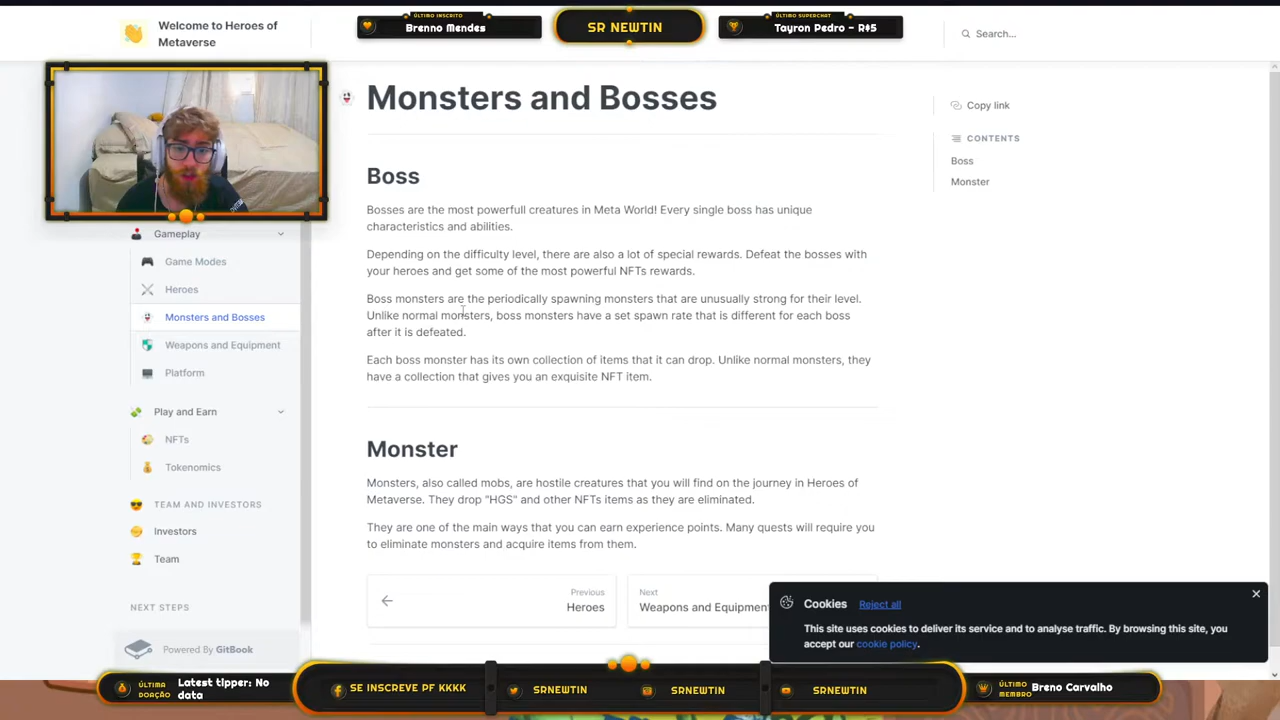 Welcome to Heroes of
Metaverse
ÚLTIMO INSCRITO
Brenno Mendes
SR NEWTIN
ÚLTIMO SUPERCHAT
Tayron Pedro - R$5
Search...
Monsters and Bosses
Copy link
CONTENTS
Boss
Monster
Boss
Bosses are the most powerfull creatures in Meta World! Every single boss has unique
characteristics and abilities.
Depending on the difficulty level, there are also a lot of special rewards. Defeat the bosses with
your heroes and get some of the most powerful NFTs rewards.
Boss monsters are the periodically spawning monsters that are unusually strong for their level.
Unlike normal monsters, boss monsters have a set spawn rate that is different for each boss
after it is defeated.
Each boss monster has its own collection of items that it can drop. Unlike normal monsters, they
have a collection that gives you an exquisite NFT item.
Monster
Monsters, also called mobs, are hostile creatures that you will find on the journey in Heroes of
Metaverse. They drop "HGS" and other NFTs items as they are eliminated.
They are one of the main ways that you can earn experience points. Many quests will require you
to eliminate monsters and acquire items from them.
Gameplay
Game Modes
Heroes
Monsters and Bosses
Weapons and Equipment
Platform
Play and Earn
NFTs
Tokenomics
TEAM AND INVESTORS
Investors
Team
NEXT STEPS
Powered By GitBook
Previous
Heroes
Next
Weapons and Equipment
Cookies
Reject all
This site uses cookies to deliver its service and to analyse traffic. By browsing this site, you
accept our cookie policy.
ÚLTIMA
DOAÇÃO
Latest tipper: No
data
SE INSCREVE PF KKKK
SRNEWTIN
SRNEWTIN
SRNEWTIN
ÚLTIMO
MEMBRO
Breno Carvalho